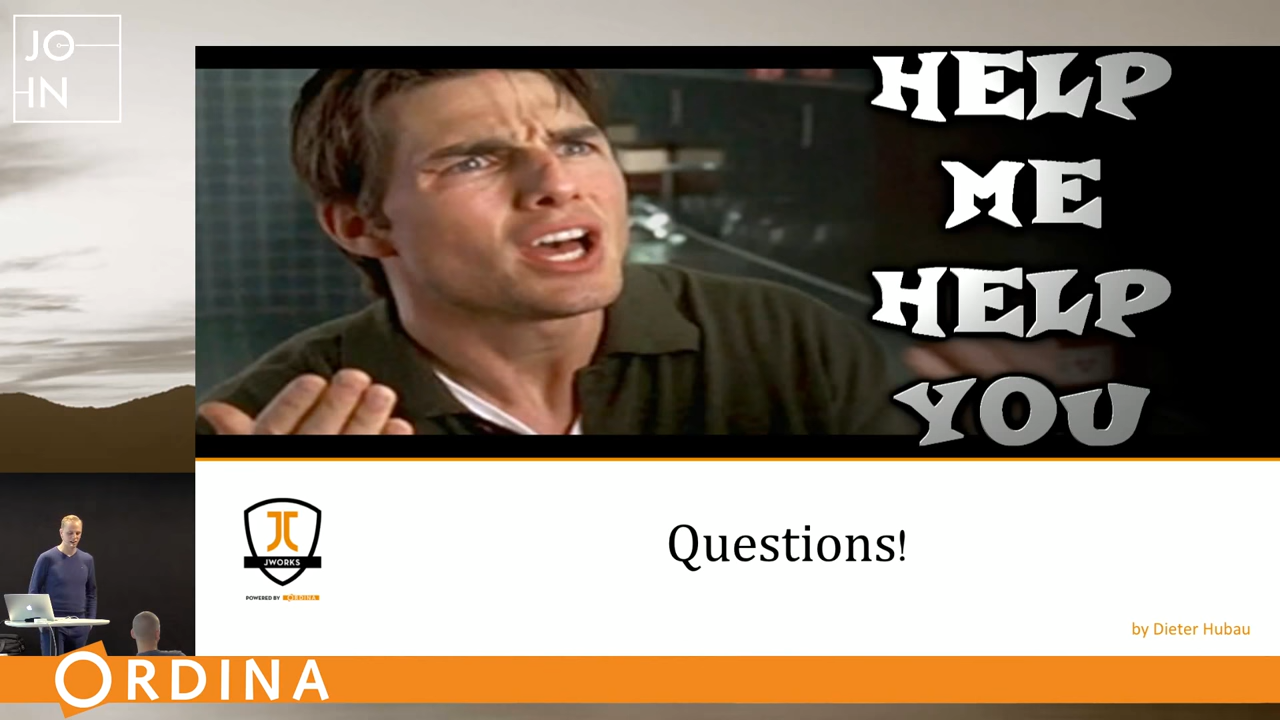 JO
IN
HELP
ME
HELP
YOU
JWORKS
POWERED BY ORDINA
Questions!
by Dieter Hubau
ORDINA